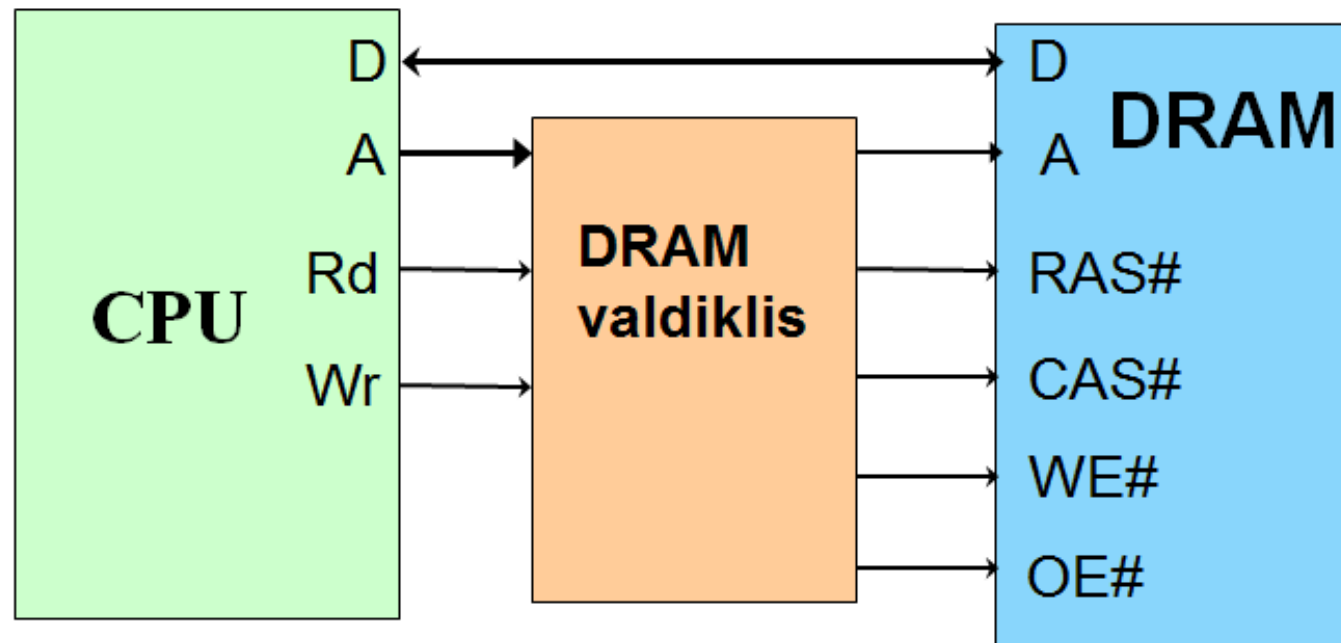 CPU
D
A
Rd
Wr
DRAM
valdiklis
DRAM
D
A
RAS#
CAS#
WE#
OE#